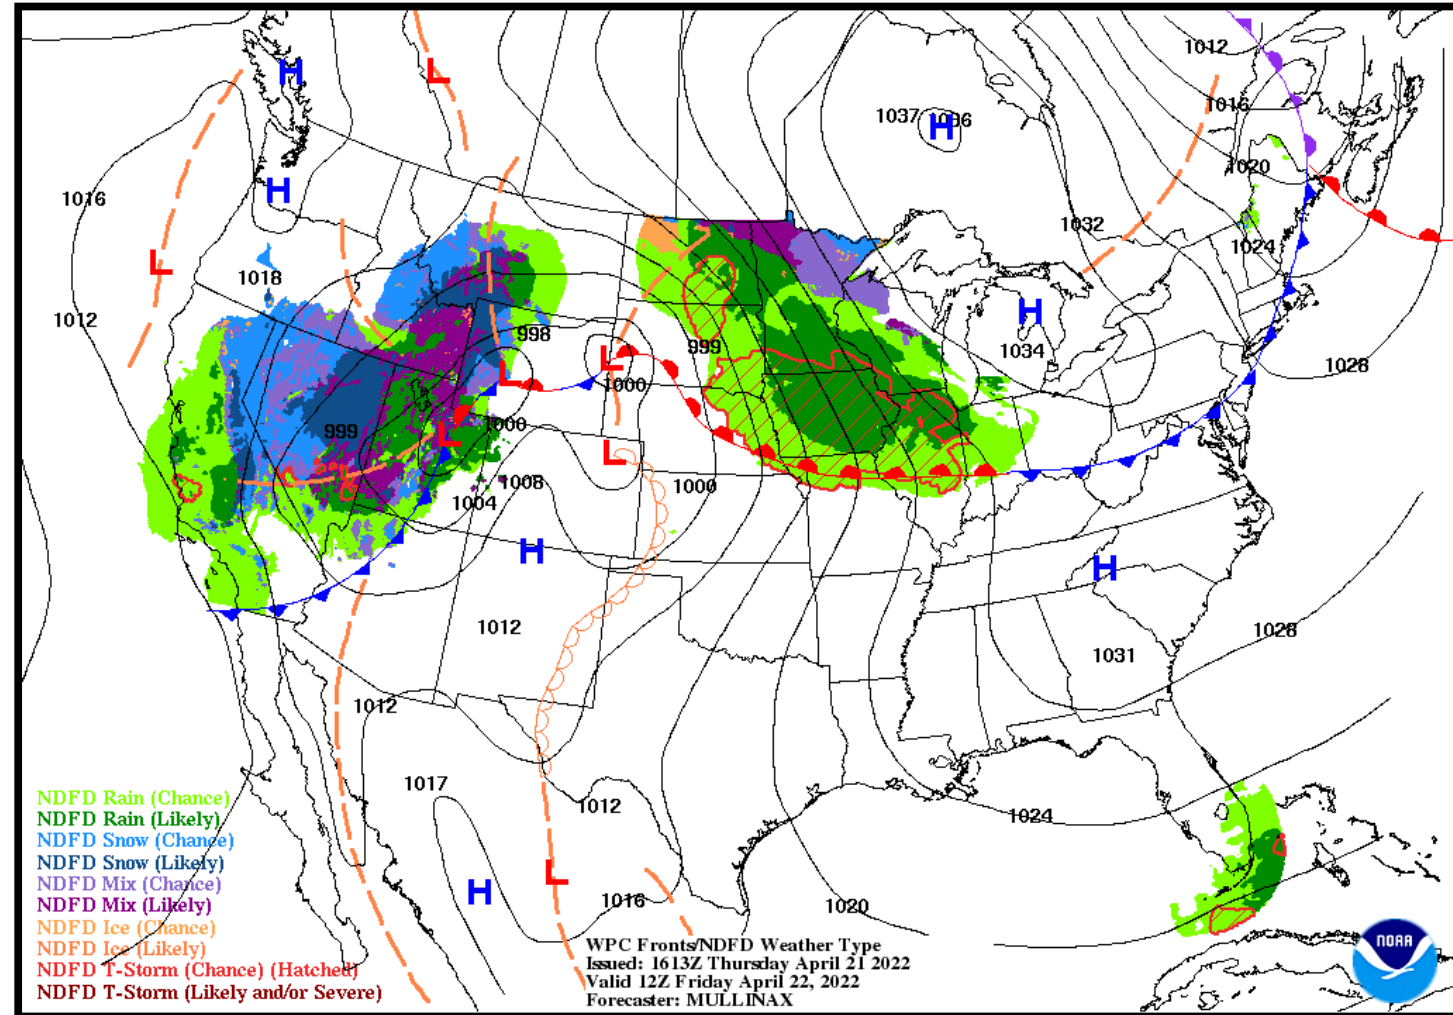 1012
H
H
L
1016
1037
1036
H
1020
1016
H
1032
1024
L
1018
1012
998
L
1000
999
H
1034
1028
L
1000
999
L
L
1008
1004
1000
H
H
1012
1028
1031
1012
1017
1012
1024
L
H
1016
1020
NDFD Rain (Chance)
NDFD Rain (Likely)
NDFD Snow (Chance)
NDFD Snow (Likely)
NDFD Mix (Chance)
NDFD Mix (Likely)
NDFD Ice (Chance)
NDFD Ice (Likely)
NDFD T-Storm (Chance) (Hatched)
NDFD T-Storm (Likely and/or Severe)
WPC Fronts/NDFD Weather Type
Issued: 1613Z Thursday April 21 2022
Valid 12Z Friday April 22, 2022
Forecaster: MULLINAX
NOAA